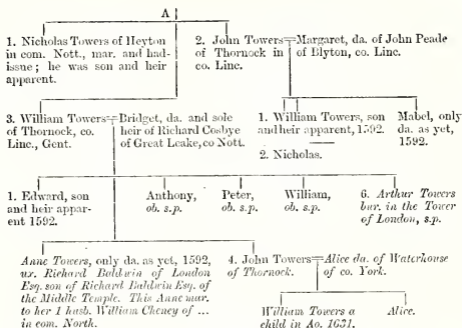 A
1. Nicholas Towers of Heyton
in com. Nott., mar. and had
issue; he was son and heir
apparent.
2. John Towers=Margaret, da. of John Peade
of Thornock in of Blyton, co. Linc.
co. Linc.
3. William Towers=Bridget, da. and sole
of Thornock, co. heir of Richard Cosbye
Linc., Gent. of Great Leake, co Nott.
1. William Towers, son
and heir apparent, 1592.
2. Nicholas.
Mabel, only
da. as yet,
1592.
1. Edward, son
and heir appar-
ent 1592.
Anthony,
ob. s.p.
Peter,
ob. s.p.
William,
ob. s.p.
6. Arthur Towers
bur. in the Tower
of London, s.p.
Anne Towers, only da. as yet, 1592,
ux. Richard Baldwin of London
Esq. son of Richard Baldwin Esq. of
the Middle Temple. This Anne mar.
to her 1 husb. William Cheney of ...
in com. North.
4. John Towers=Alice da. of Waterhouse
of Thornock. of co. York.
William Towers a
child in Ao. 1631.
Alice.